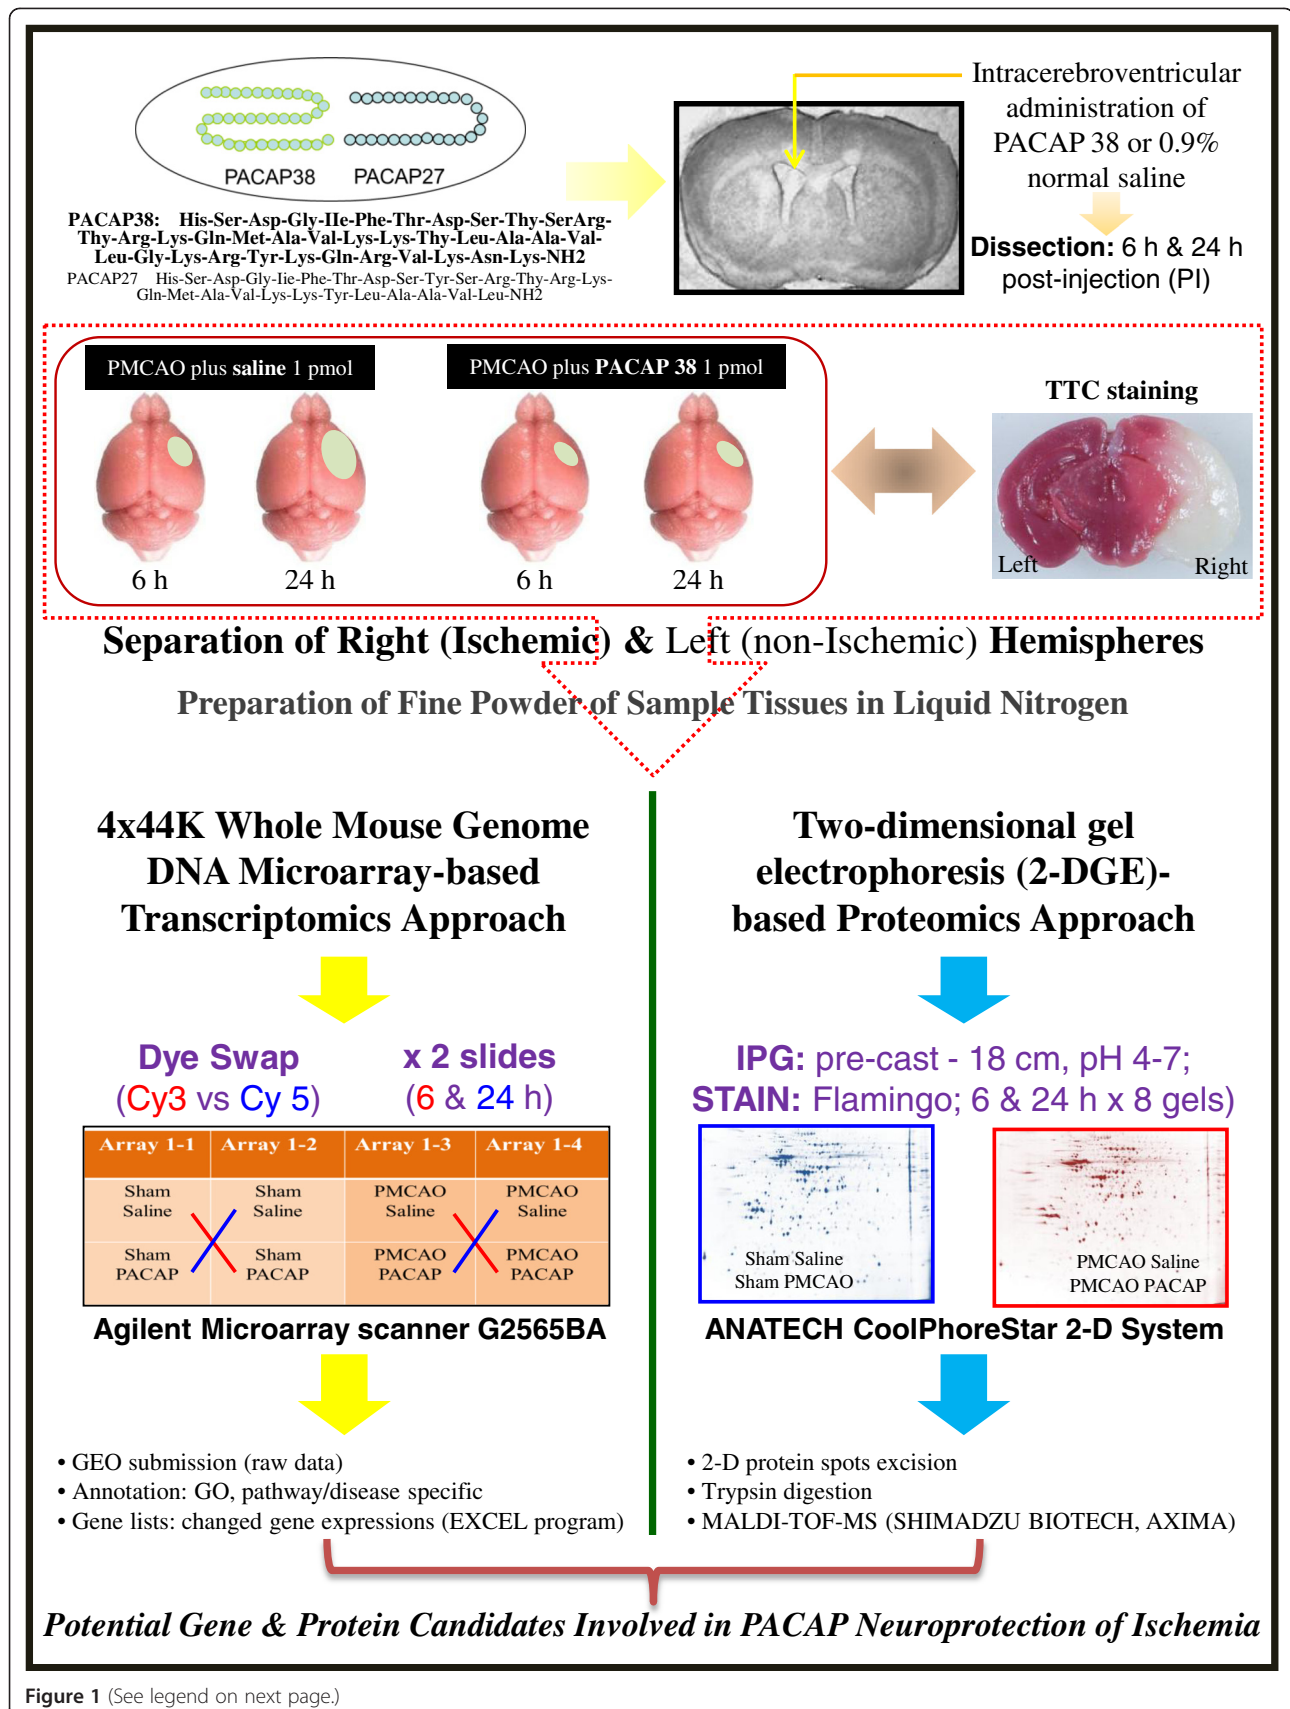 PACAP38 PACAP27
PACAP38: His-Ser-Asp-Gly-IIe-Phe-Thr-Asp-Ser-Thy-SerArg-
Thy-Arg-Lys-Gln-Met-Ala-Val-Lys-Lys-Thy-Leu-Ala-Ala-Val-
Leu-Gly-Lys-Arg-Tyr-Lys-Gln-Arg-Val-Lys-Asn-Lys-NH2
PACAP27 His-Ser-Asp-Gly-Iie-Phe-Thr-Asp-Ser-Tyr-Ser-Arg-Thy-Arg-Lys-
Gln-Met-Ala-Val-Lys-Lys-Tyr-Leu-Ala-Ala-Val-Leu-NH2
Intracerebroventricular
administration of
PACAP 38 or 0.9%
normal saline
Dissection: 6 h & 24 h
post-injection (PI)
PMCAO plus saline 1 pmol
PMCAO plus PACAP 38 1 pmol
6 h
24 h
6 h
24 h
TTC staining
Left
Right
Separation of Right (Ischemic) & Left (non-Ischemic) Hemispheres
Preparation of Fine Powder of Sample Tissues in Liquid Nitrogen
4x44K Whole Mouse Genome
DNA Microarray-based
Transcriptomics Approach
Dye Swap
(Cy3 vs Cy 5)
x 2 slides
(6 & 24 h)
Array 1-1 Array 1-2 Array 1-3 Array 1-4
Sham Sham PMCAO PMCAO
Saline Saline Saline Saline
Sham Sham PMCAO PMCAO
PACAP PACAP PACAP PACAP
Agilent Microarray scanner G2565BA
• GEO submission (raw data)
• Annotation: GO, pathway/disease specific
• Gene lists: changed gene expressions (EXCEL program)
Two-dimensional gel
electrophoresis (2-DGE)-
based Proteomics Approach
IPG: pre-cast - 18 cm, pH 4-7;
STAIN: Flamingo; 6 & 24 h x 8 gels)
Sham Saline
Sham PMCAO
PMCAO Saline
PMCAO PACAP
ANATECH CoolPhoreStar 2-D System
• 2-D protein spots excision
• Trypsin digestion
• MALDI-TOF-MS (SHIMADZU BIOTECH, AXIMA)
Potential Gene & Protein Candidates Involved in PACAP Neuroprotection of Ischemia
Figure 1 (See legend on next page.)